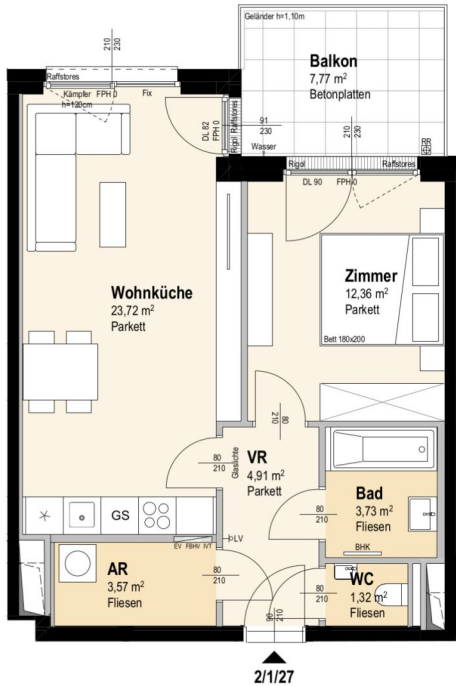 Geländer h=1,10m
210
230
Balkon
7,77 m²
Betonplatten
Raffstores
Kämpfer FPH 0 Fix
h=120cm
DL 82
FPH 0
Rigol Raffstores
91
230
210
230
Wasser
RR
Rigol Raffstores
DL 90 FPH 0
Wohnküche
23,72 m²
Parkett
Zimmer
12,36 m²
Parkett
Bett 180x200
80
210
80
210
Glaslichte
VR
4,91 m²
Parkett
Bad
3,73 m²
Fliesen
80
210
BHK
GS
EV FBHV IVT
LV
AR
3,57 m²
Fliesen
80
210
80
210
WC
1,32 m²
Fliesen
90
210
2/1/27